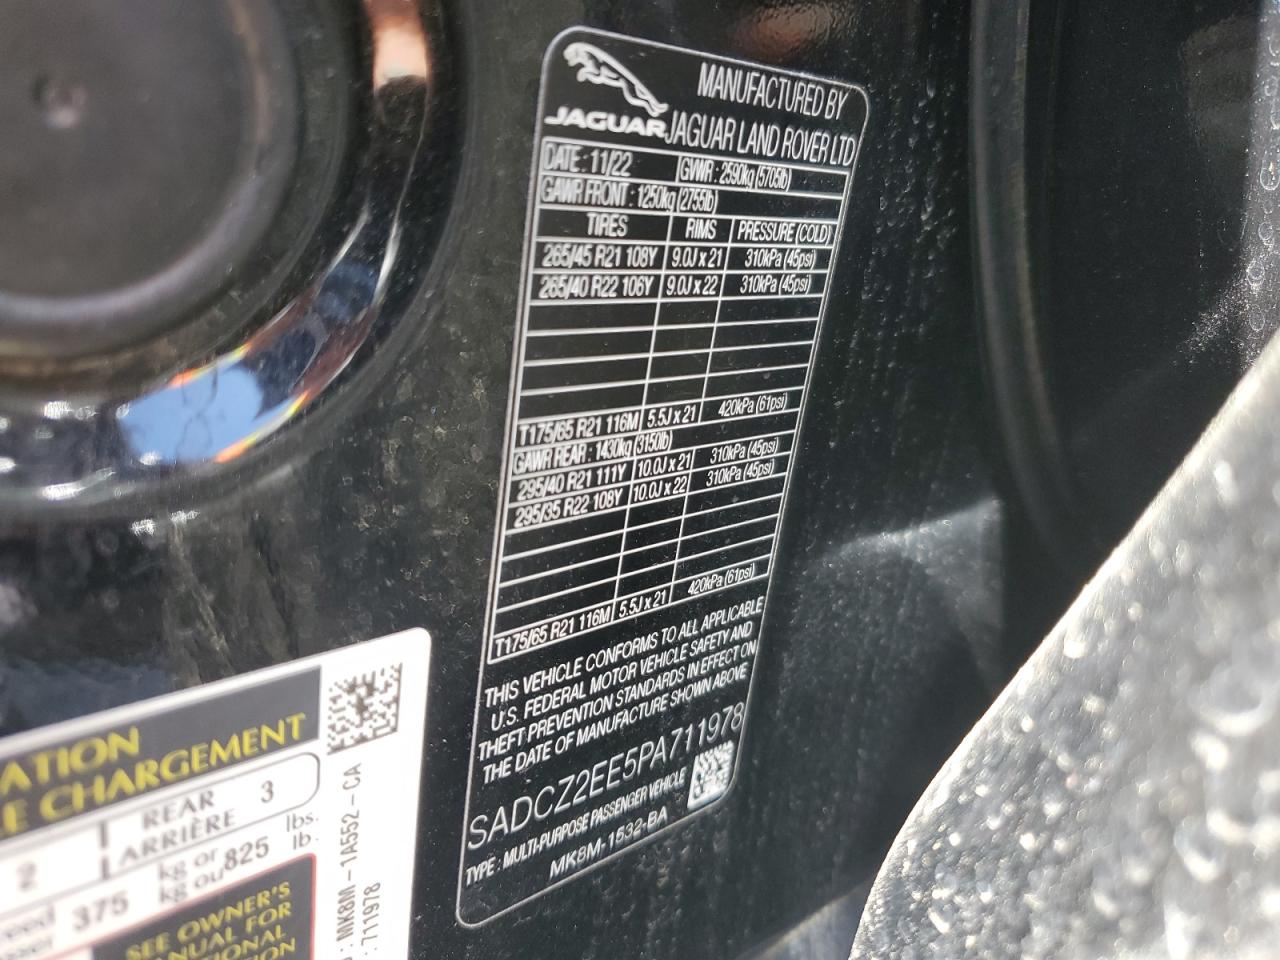 JAGUAR
MANUFACTURED BY
JAGUAR LAND ROVER LTD
DATE : 11/22 GVWR : 2590kg (5705lb)
GAWR FRONT : 1250kg (2755lb)
TIRES RIMS PRESSURE (COLD)
265/45 R21 108Y 9.0J x 21 310kPa (45psi)
265/40 R22 106Y 9.0J x 22 310kPa (45psi)
T175/65 R21 116M 5.5J x 21 420kPa (61psi)
GAWR REAR : 1430kg (3150lb)
295/40 R21 111Y 10.0J x 21 310kPa (45psi)
295/35 R22 108Y 10.0J x 22 310kPa (45psi)
T175/65 R21 116M 5.5J x 21 420kPa (61psi)
THIS VEHICLE CONFORMS TO ALL APPLICABLE
U.S. FEDERAL MOTOR VEHICLE SAFETY AND
THEFT PREVENTION STANDARDS IN EFFECT ON
THE DATE OF MANUFACTURE SHOWN ABOVE
SADCZ2EE5PA711978
TYPE : MULTI-PURPOSE PASSENGER VEHICLE
MK8M-1532-BA
ATION
E CHARGEMENT
2 REAR 3
ARRIÈRE
375 kg or 825 lbs.
kg ou lb.
SEE OWNER'S
MANUAL FOR
: MK8M - 1A552 - CA
: 711978